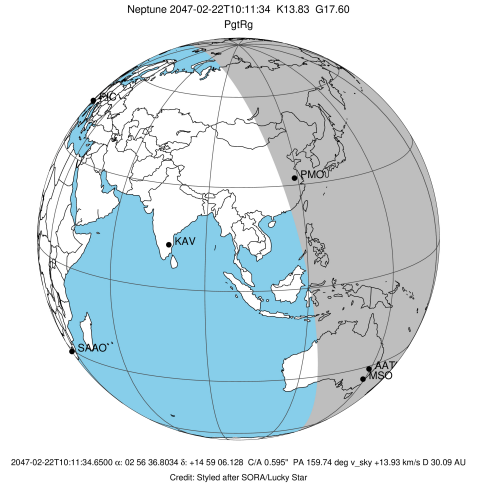 Neptune 2047-02-22T10:11:34 K13.83 G17.60
PgtRg
PIC
PMOJ
KAV
SAAO
AAT
MSO
2047-02-22T10:11:34.6500 α: 02 56 36.8034 δ: +14 59 06.128 C/A 0.595" PA 159.74 deg v_sky +13.93 km/s D 30.09 AU
Credit: Styled after SORA/Lucky Star